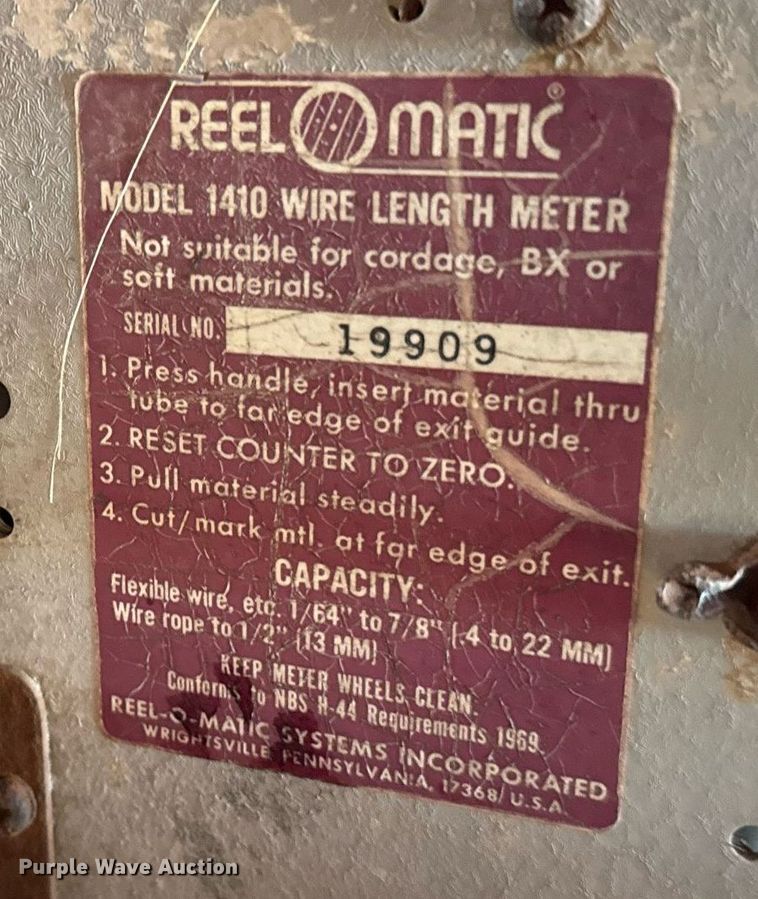 REEL O MATIC ®
MODEL 1410 WIRE LENGTH METER
Not suitable for cordage, BX or
soft materials.
SERIAL NO. 19909
1. Press handle, insert material thru
tube to far edge of exit guide.
2. RESET COUNTER TO ZERO.
3. Pull material steadily.
4. Cut/mark mtl. at far edge of exit.
CAPACITY:
Flexible wire, etc. 1/64" to 7/8" (.4 to 22 MM)
Wire rope to 1/2" (13 MM)
KEEP METER WHEELS CLEAN.
Conforms to NBS H-44 Requirements 1969.
REEL-O-MATIC SYSTEMS INCORPORATED
WRIGHTSVILLE, PENNSYLVANIA, 17368/U.S.A.
Purple Wave Auction